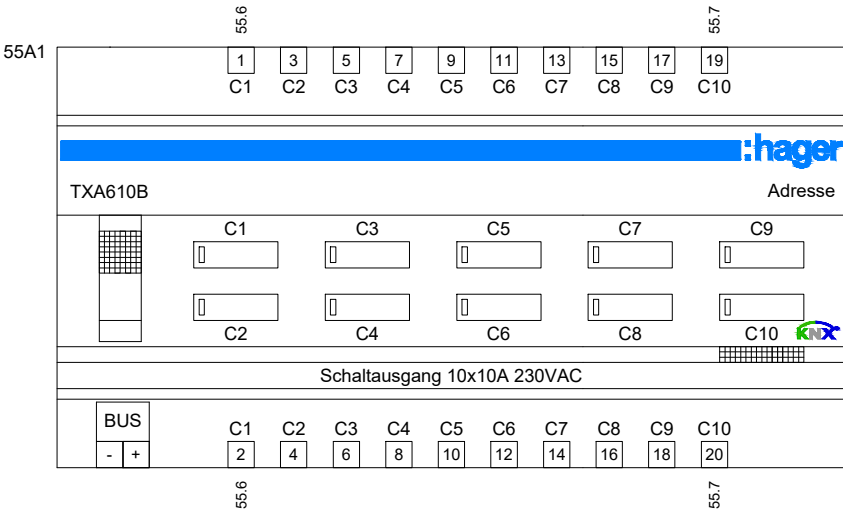 55.6 55.7
55A1
1 3 5 7 9 11 13 15 17 19
C1 C2 C3 C4 C5 C6 C7 C8 C9 C10
:hager
TXA610B Adresse
C1 C3 C5 C7 C9
C2 C4 C6 C8 C10 KNX
Schaltausgang 10x10A 230VAC
BUS
C1 C2 C3 C4 C5 C6 C7 C8 C9 C10
- + 2 4 6 8 10 12 14 16 18 20
55.6 55.7